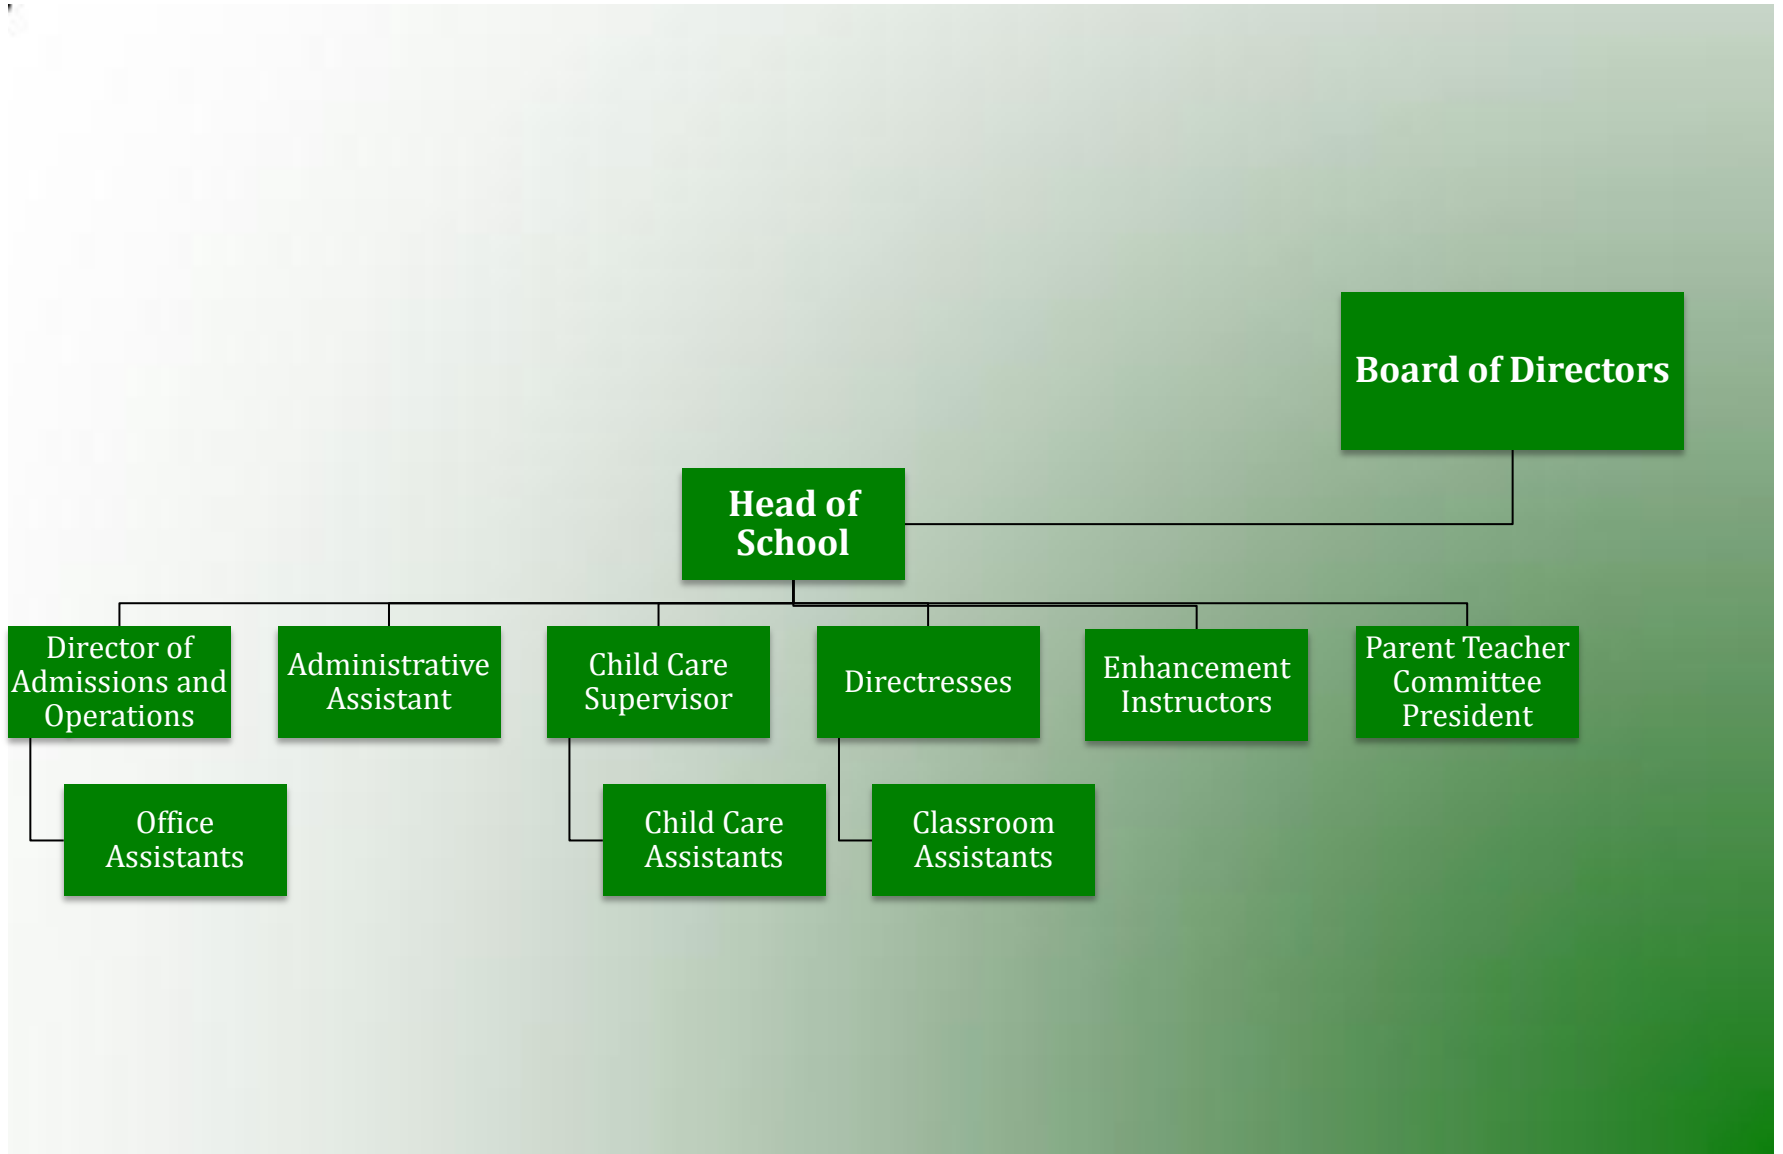 Board of Directors
Head of
School
Director of
Admissions and
Operations
Administrative
Assistant
Child Care
Supervisor
Directresses
Enhancement
Instructors
Parent Teacher
Committee
President
Office
Assistants
Child Care
Assistants
Classroom
Assistants